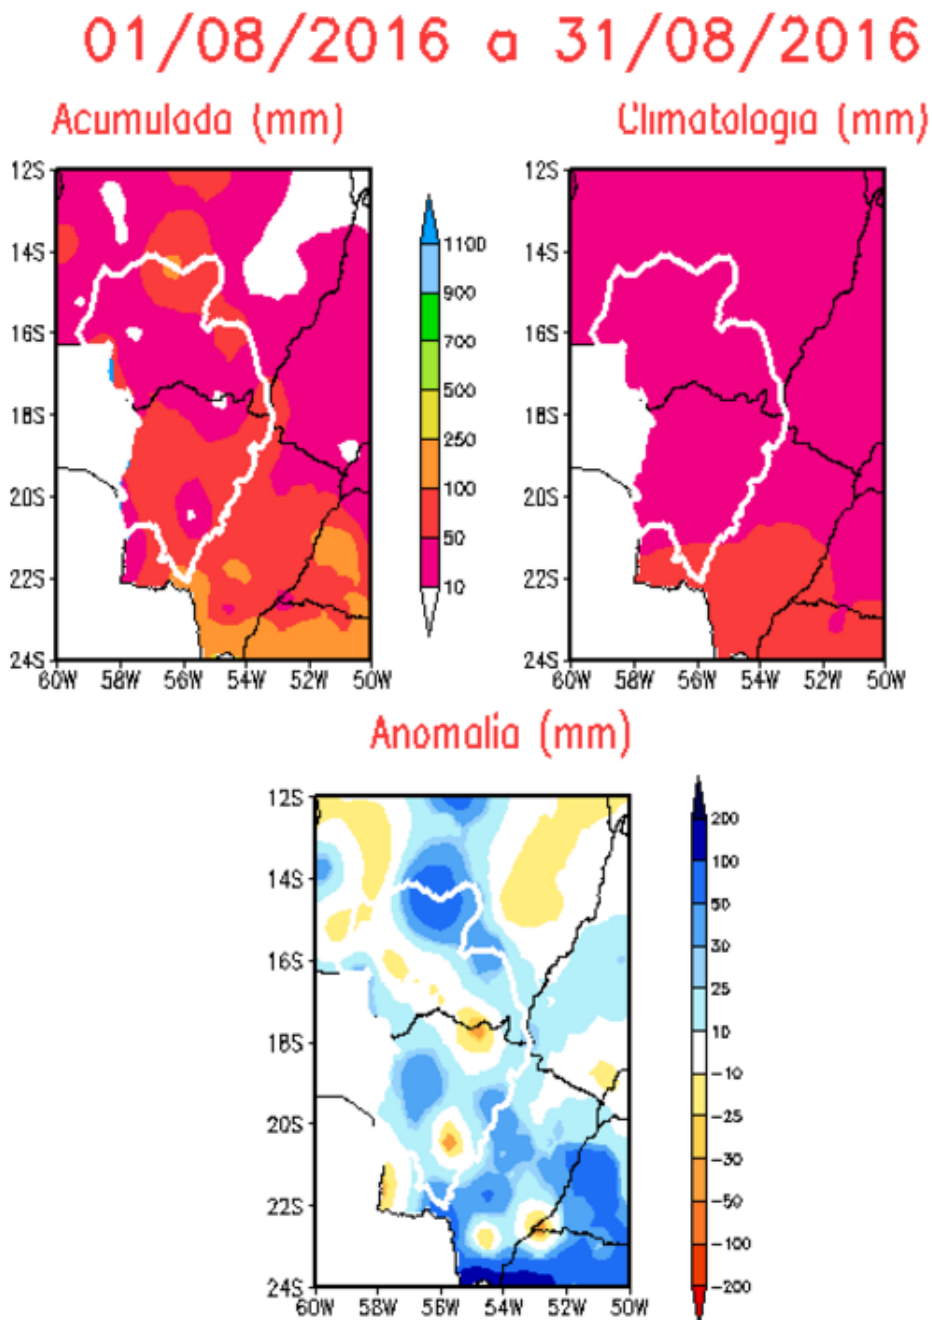 01/08/2016 a 31/08/2016
Acumulada (mm)
Climatologia (mm)
12S
14S
16S
18S
20S
22S
24S
60W 58W 56W 54W 52W 50W
1100
900
700
500
250
100
50
10
12S
14S
16S
18S
20S
22S
24S
60W 58W 56W 54W 52W 50W
Anomalia (mm)
12S
14S
16S
18S
20S
22S
24S
60W 58W 56W 54W 52W 50W
200
100
50
30
25
10
-10
-25
-30
-50
-100
-200